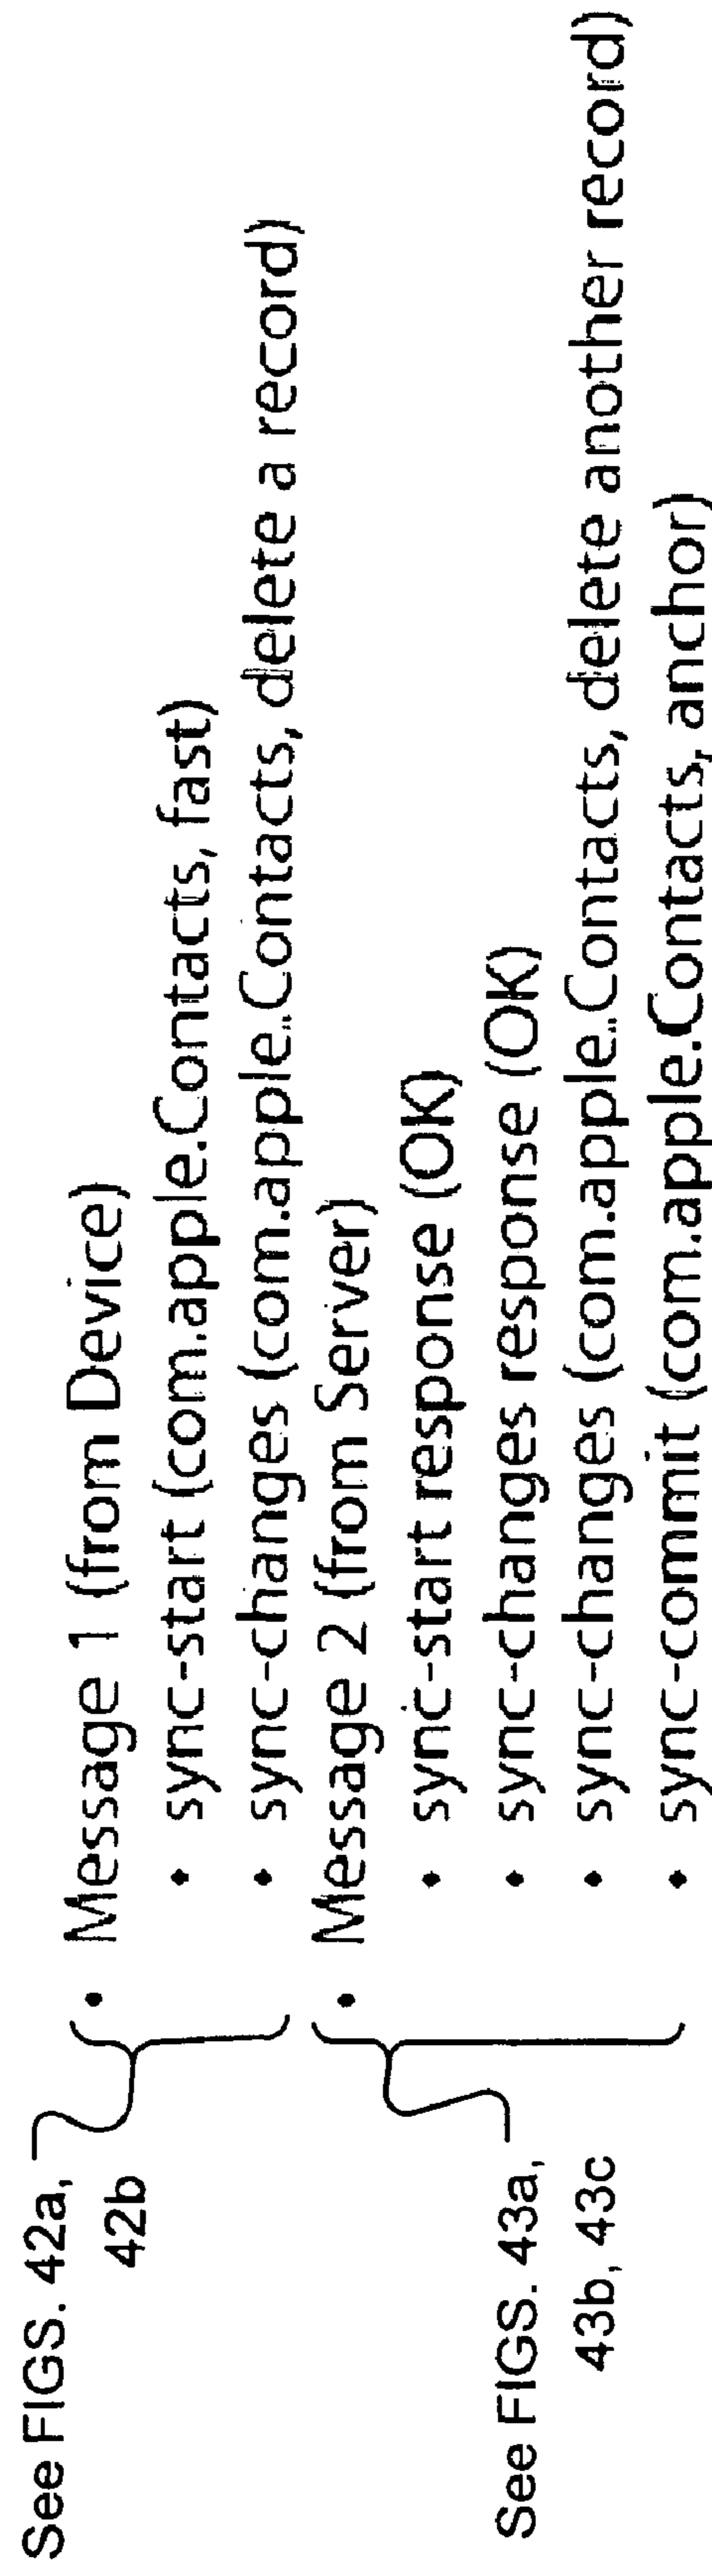 See FIGS. 42a,
42b
• Message 1 (from Device)
• sync-start (com.apple.Contacts, fast)
• sync-changes (com.apple.Contacts, delete a record)
See FIGS. 43a,
43b, 43c
• Message 2 (from Server)
• sync-start response (OK)
• sync-changes response (OK)
• sync-changes (com.apple.Contacts, delete another record)
• sync-commit (com.apple.Contacts, anchor)